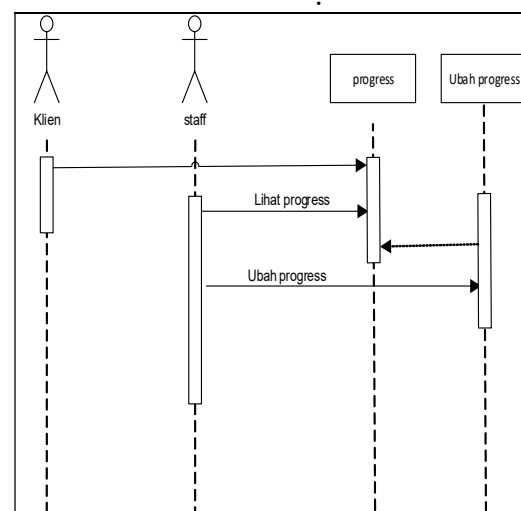 progress
Ubah progress
Klien
staff
Lihat progress
Ubah progress